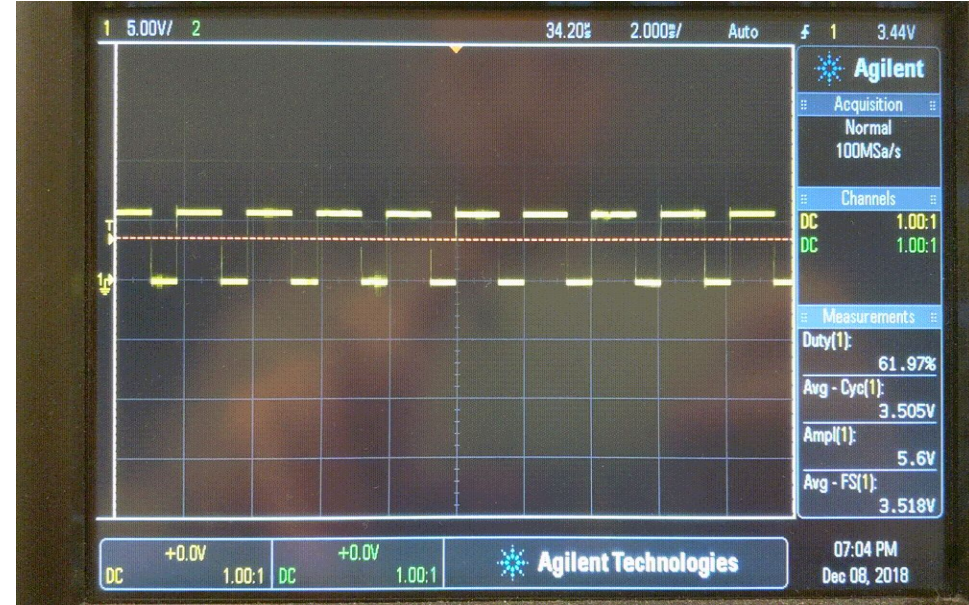 1 5.00V/ 2 34.20㎲ 2.000㎳/ Auto 1 3.44V
Agilent
Acquisition
Normal
100MSa/s
Channels
DC 1.00:1
DC 1.00:1
Measurements
Duty(1):
61.97%
Avg - Cyc(1):
3.505V
Ampl(1):
5.6V
Avg - FS(1):
3.518V
T
1
+0.0V
DC 1.00:1
+0.0V
DC 1.00:1
Agilent Technologies
07:04 PM
Dec 08, 2018